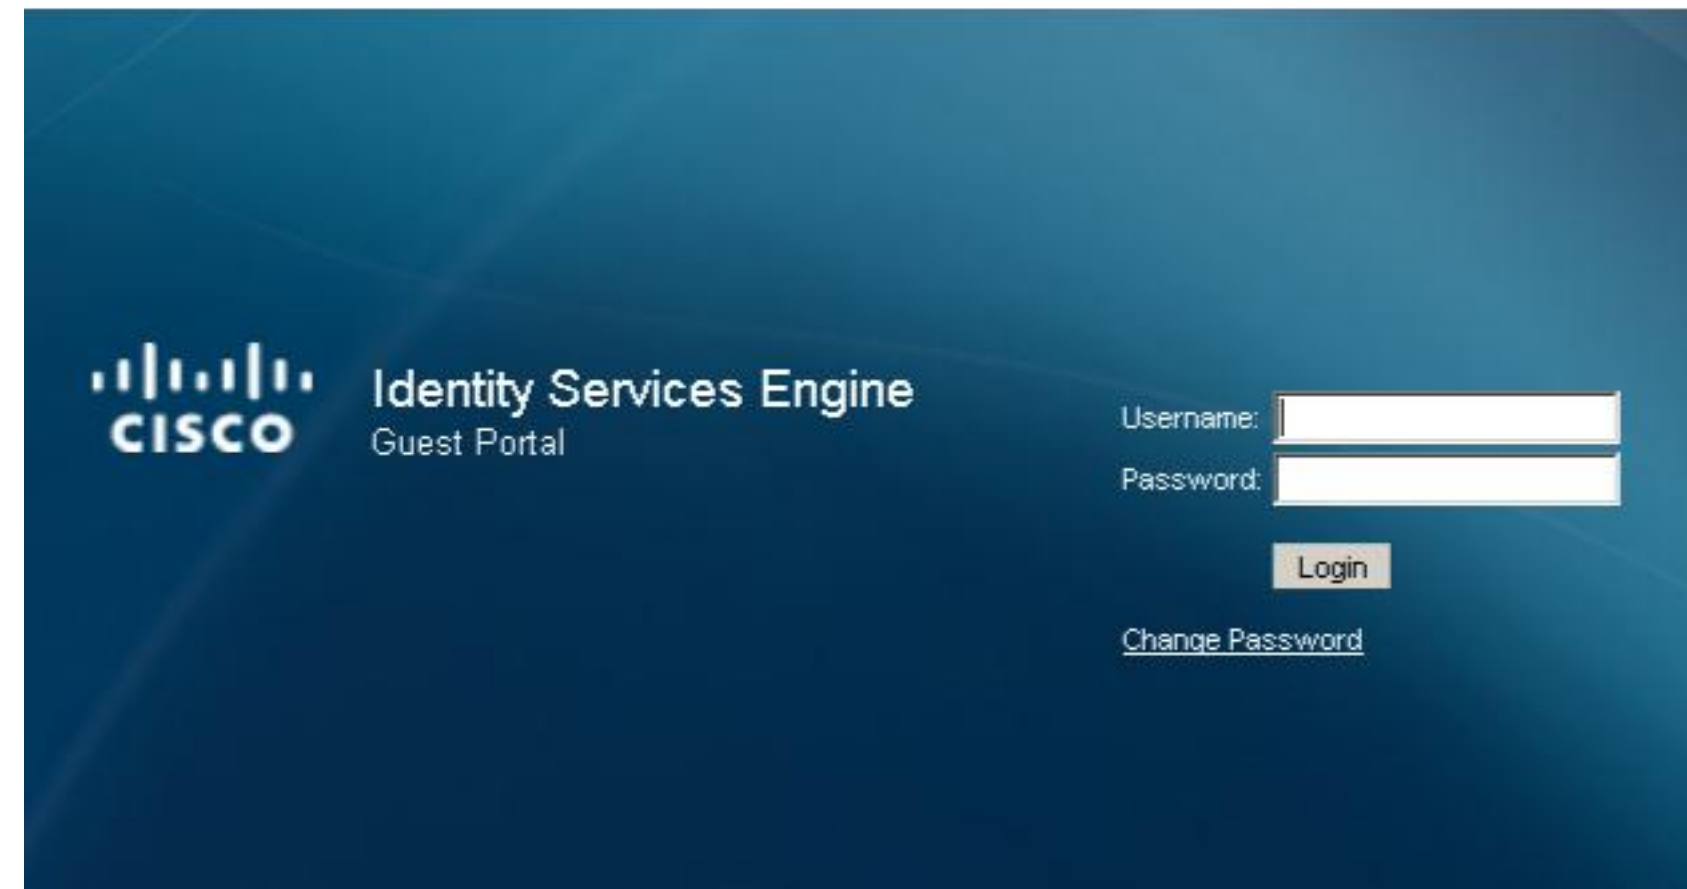 CISCO
Identity Services Engine
Guest Portal
Username:
Password:
Login
Change Password